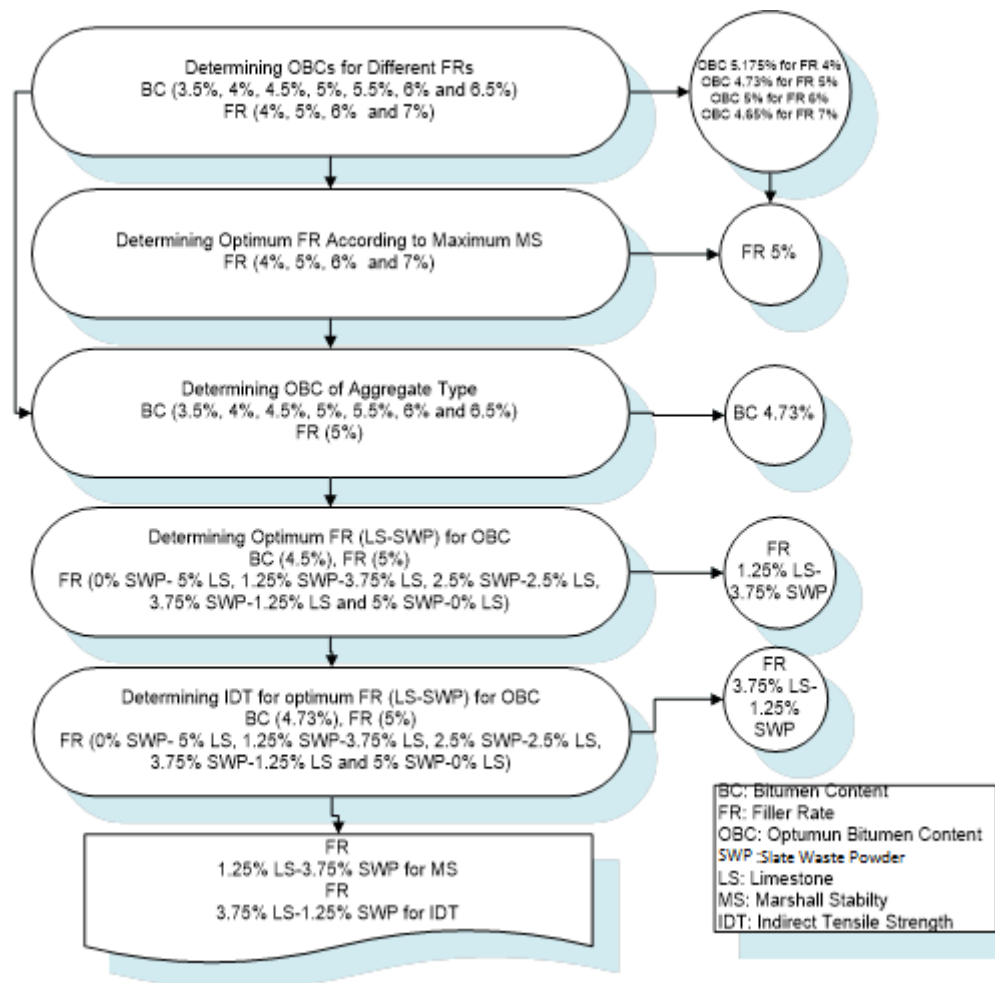 Determining OBCs for Different FRs
BC (3.5%, 4%, 4.5%, 5%, 5.5%, 6% and 6.5%)
FR (4%, 5%, 6% and 7%)
OBC 5.175% for FR 4%
OBC 4.73% for FR 5%
OBC 5% for FR 6%
OBC 4.65% for FR 7%
Determining Optimum FR According to Maximum MS
FR (4%, 5%, 6% and 7%)
FR 5%
Determining OBC of Aggregate Type
BC (3.5%, 4%, 4.5%, 5%, 5.5%, 6% and 6.5%)
FR (5%)
BC 4.73%
Determining Optimum FR (LS-SWP) for OBC
BC (4.5%), FR (5%)
FR (0% SWP- 5% LS, 1.25% SWP-3.75% LS, 2.5% SWP-2.5% LS,
3.75% SWP-1.25% LS and 5% SWP-0% LS)
FR
1.25% LS-
3.75% SWP
Determining IDT for optimum FR (LS-SWP) for OBC
BC (4.73%), FR (5%)
FR (0% SWP- 5% LS, 1.25% SWP-3.75% LS, 2.5% SWP-2.5% LS,
3.75% SWP-1.25% LS and 5% SWP-0% LS)
FR
3.75% LS-
1.25%
SWP
FR
1.25% LS-3.75% SWP for MS
FR
3.75% LS-1.25% SWP for IDT
BC: Bitumen Content
FR: Filler Rate
OBC: Optumun Bitumen Content
SWP :Slate Waste Powder
LS: Limestone
MS: Marshall Stabilty
IDT: Indirect Tensile Strength